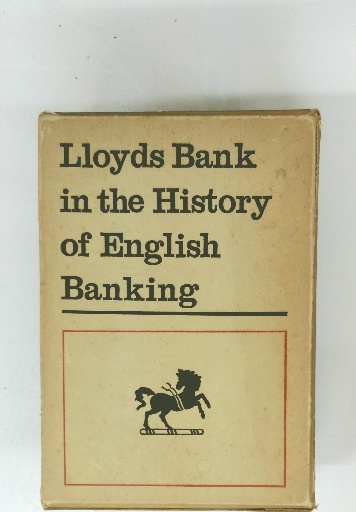 Lloyds Bank
in the History
of English
Banking